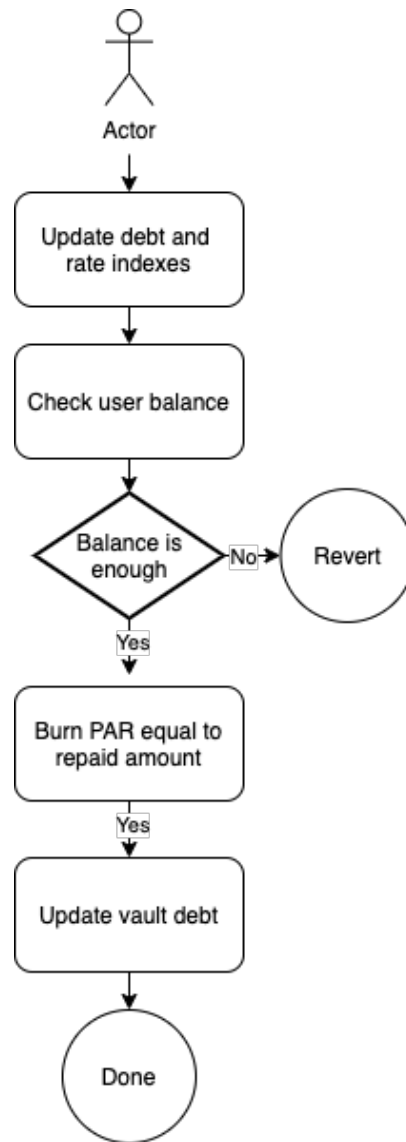 Actor
Update debt and
rate indexes
Check user balance
Balance is
enough
No
Revert
Yes
Burn PAR equal to
repaid amount
Yes
Update vault debt
Done